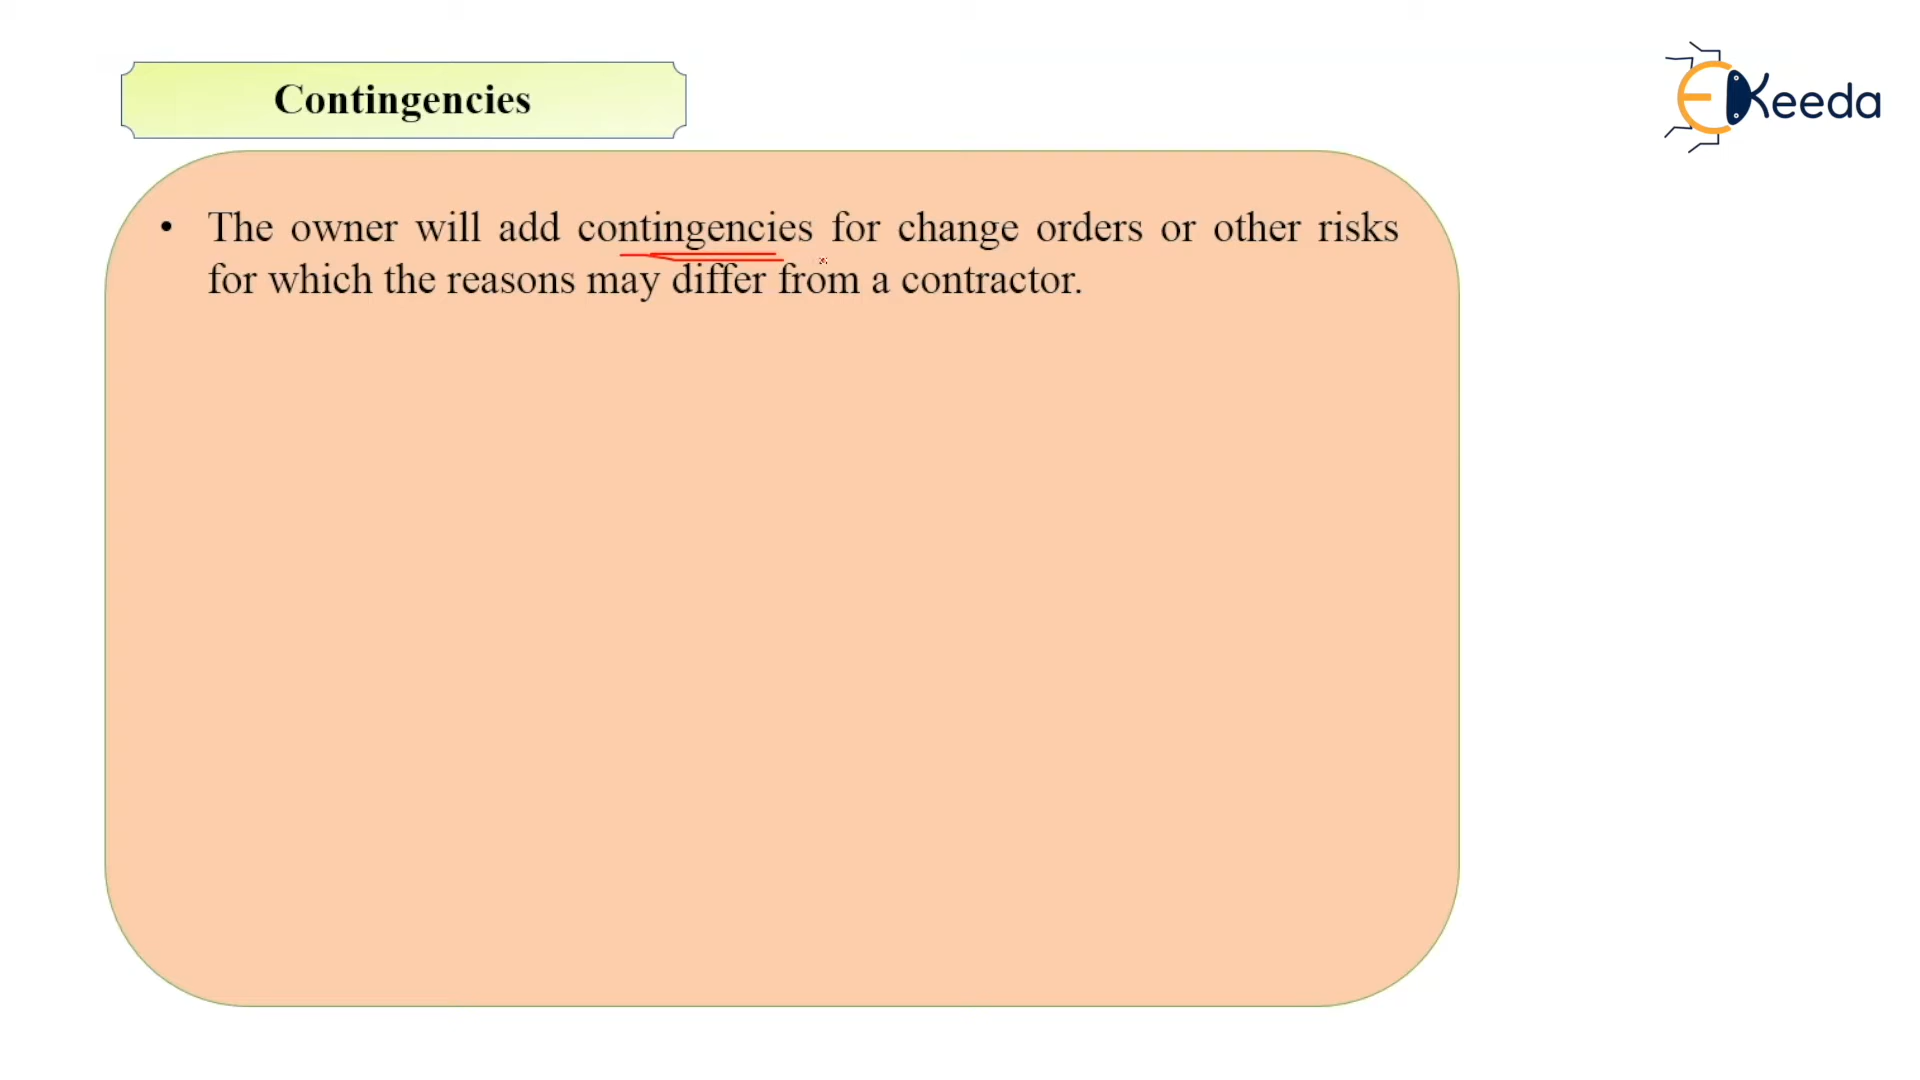 Contingencies
EKeeda
• The owner will add contingencies for change orders or other risks
for which the reasons may differ from a contractor.